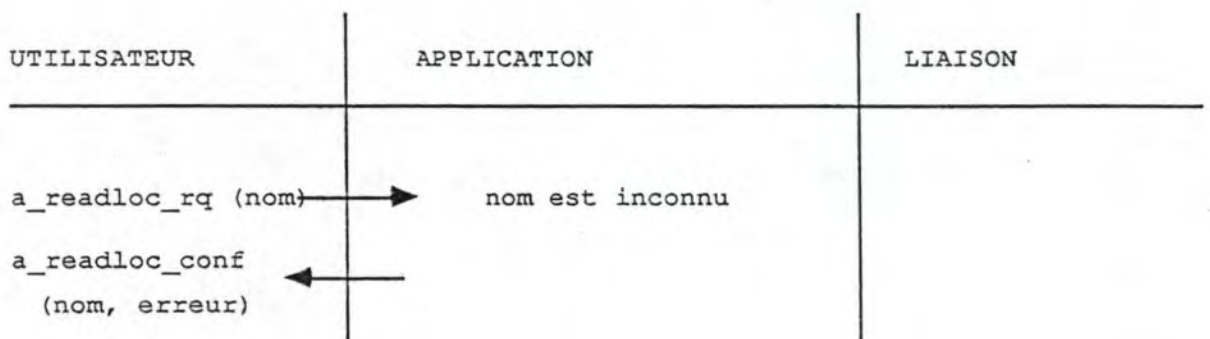 UTILISATEUR APPLICATION LIAISON
a_readloc_rq (nom) nom est inconnu
a_readloc_conf
(nom, erreur)